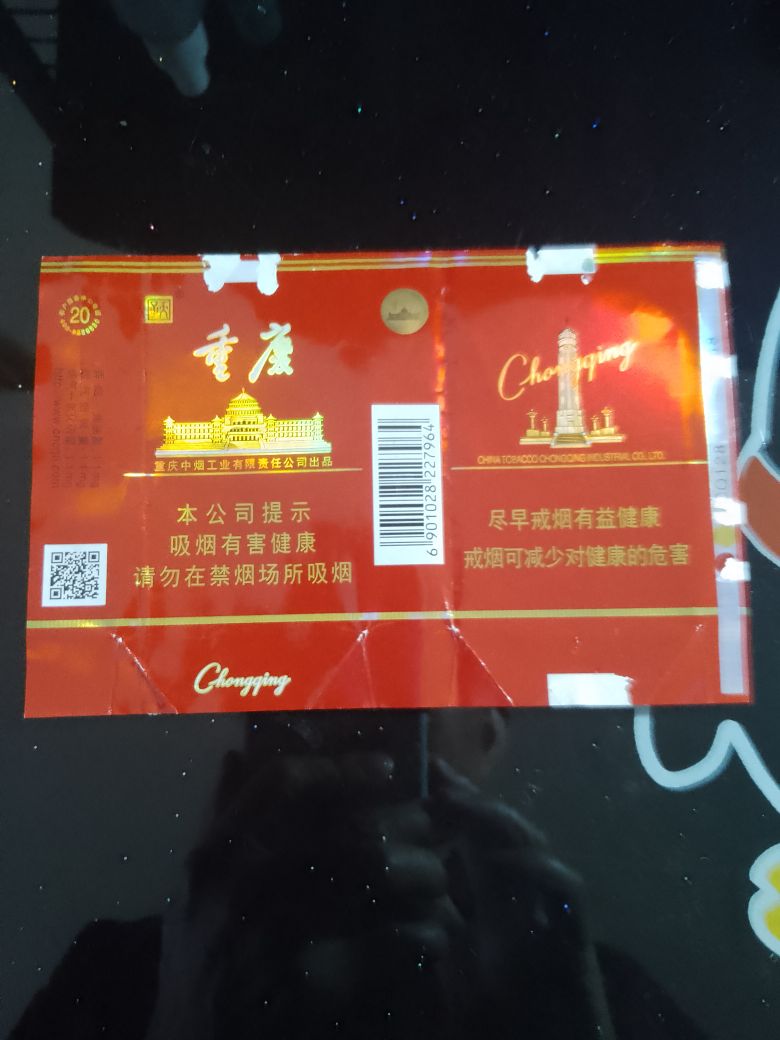 20
重庆
重庆中烟工业有限责任公司出品
本公司提示
吸烟有害健康
请勿在禁烟场所吸烟
Chongqing
6 901028 227964
Chongqing
CHINA TOBACCO CHONGQING INDUSTRIAL CO., LTD.
尽早戒烟有益健康
戒烟可减少对健康的危害